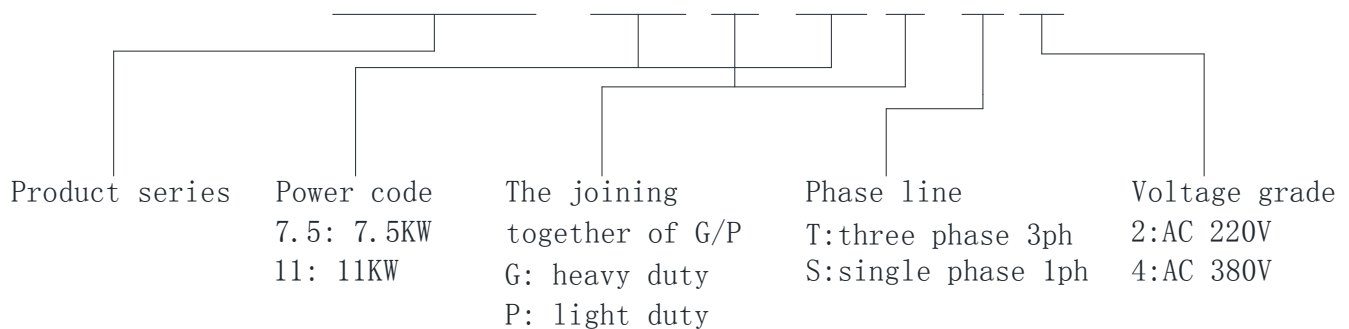 Product series
Power code
7.5: 7.5KW
11: 11KW
The joining
together of G/P
G: heavy duty
P: light duty
Phase line
T:three phase 3ph
S:single phase 1ph
Voltage grade
2:AC 220V
4:AC 380V